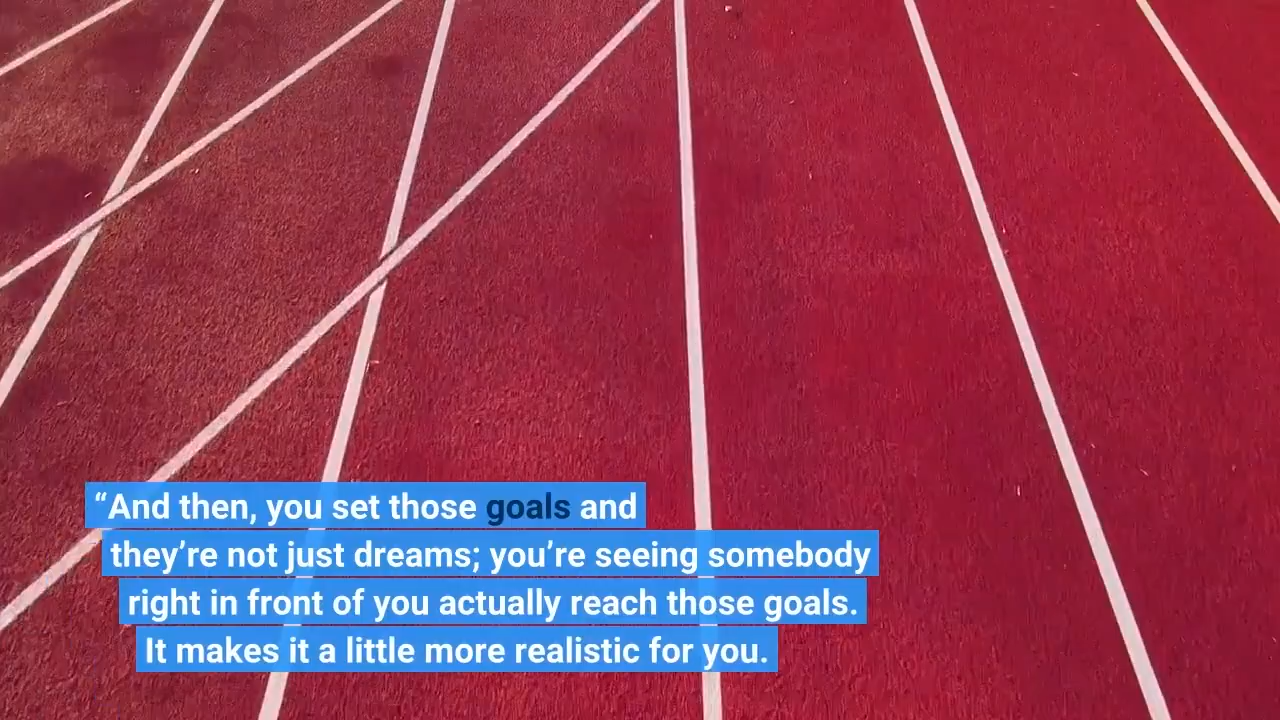 “And then, you set those goals and
they’re not just dreams; you’re seeing somebody
right in front of you actually reach those goals.
It makes it a little more realistic for you.